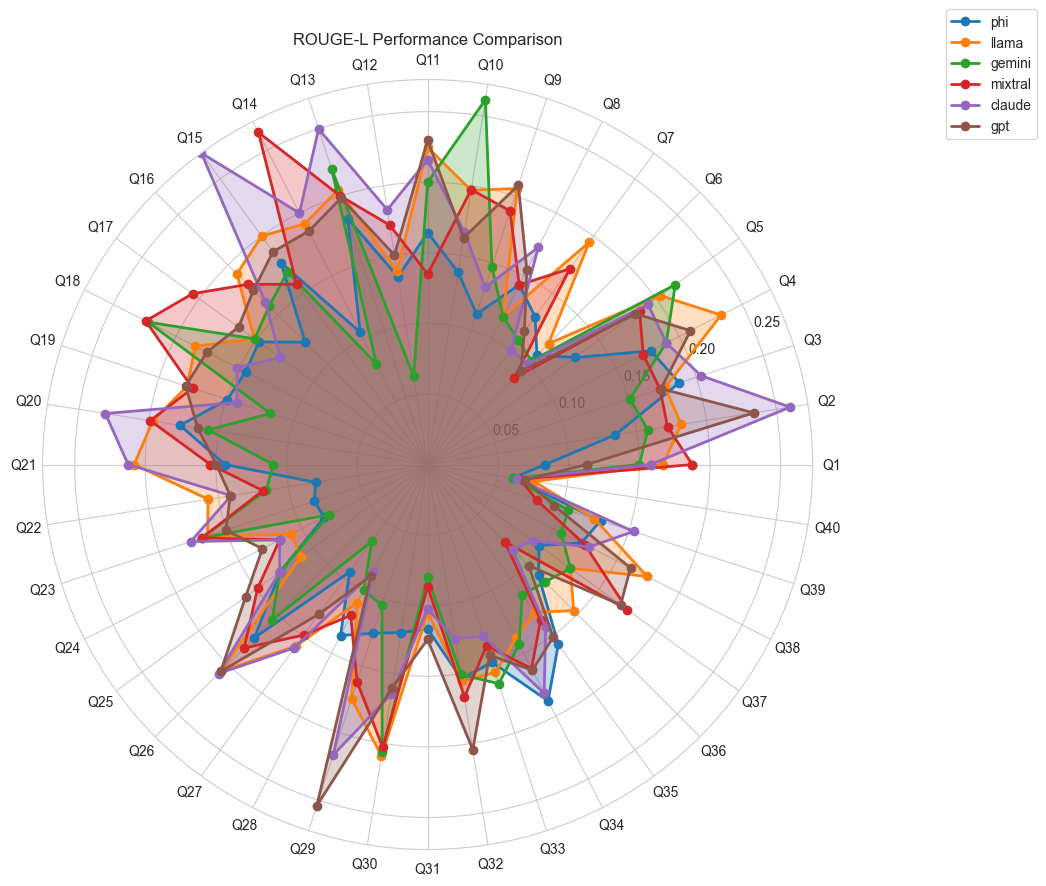 ROUGE-L Performance Comparison
phi
llama
gemini
mixtral
claude
gpt
Q1
Q2
Q3
Q4
Q5
Q6
Q7
Q8
Q9
Q10
Q11
Q12
Q13
Q14
Q15
Q16
Q17
Q18
Q19
Q20
Q21
Q22
Q23
Q24
Q25
Q26
Q27
Q28
Q29
Q30
Q31
Q32
Q33
Q34
Q35
Q36
Q37
Q38
Q39
Q40
0.05
0.10
0.15
0.20
0.25